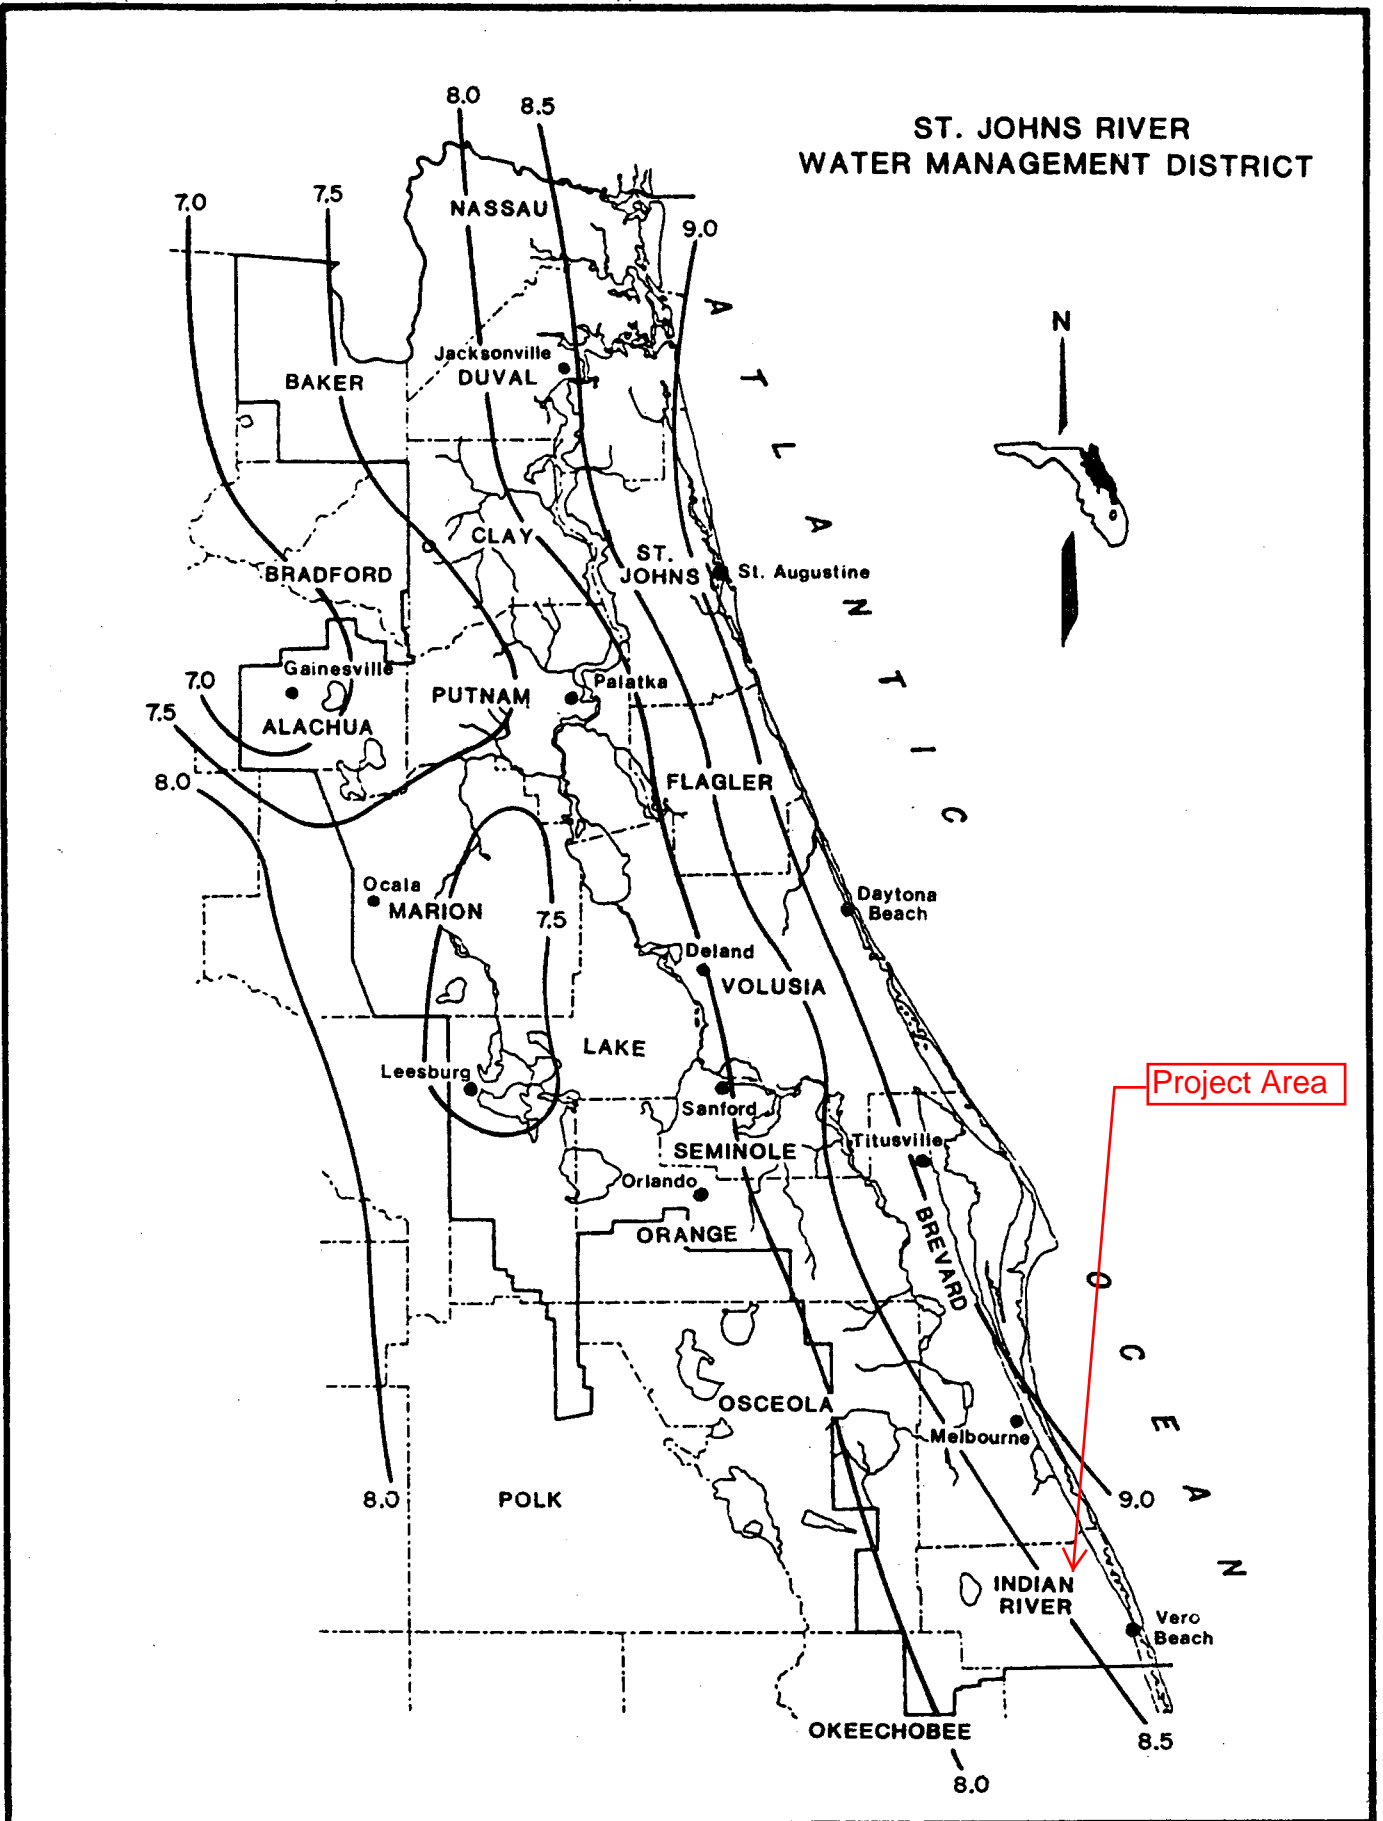 ST. JOHNS RIVER
WATER MANAGEMENT DISTRICT
8.0
8.5
7.0
7.5
NASSAU
9.0
N
Jacksonville
DUVAL
BAKER
CLAY
ST.
JOHNS
St. Augustine
BRADFORD
Gainesville
7.0
PUTNAM
Palatka
7.5
ALACHUA
8.0
FLAGLER
Ocala
MARION
7.5
Daytona
Beach
Deland
VOLUSIA
LAKE
Leesburg
Sanford
Project Area
SEMINOLE
Titusville
Orlando
ORANGE
BREVARD
ATLANTIC
OCEAN
OSCEOLA
Melbourne
8.0
POLK
9.0
INDIAN
RIVER
Vero
Beach
OKEECHOBEE
8.5
8.0